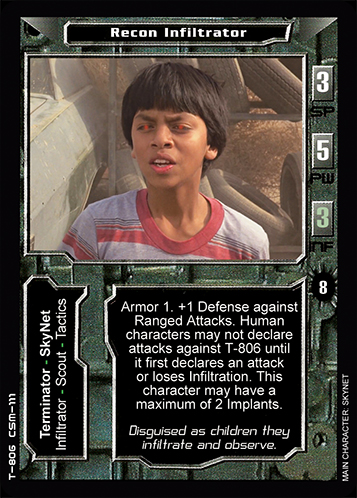 Recon Infiltrator
3
SP
5
PW
3
NF
8
Terminator - SkyNet
Infiltrator - Scout - Tactics
Armor 1. +1 Defense against
Ranged Attacks. Human
characters may not declare
attacks against T-806 until
it first declares an attack
or loses Infiltration. This
character may have a
maximum of 2 Implants.
Disguised as children they
infiltrate and observe.
T-806 CSM-111
MAIN CHARACTER: SKYNET